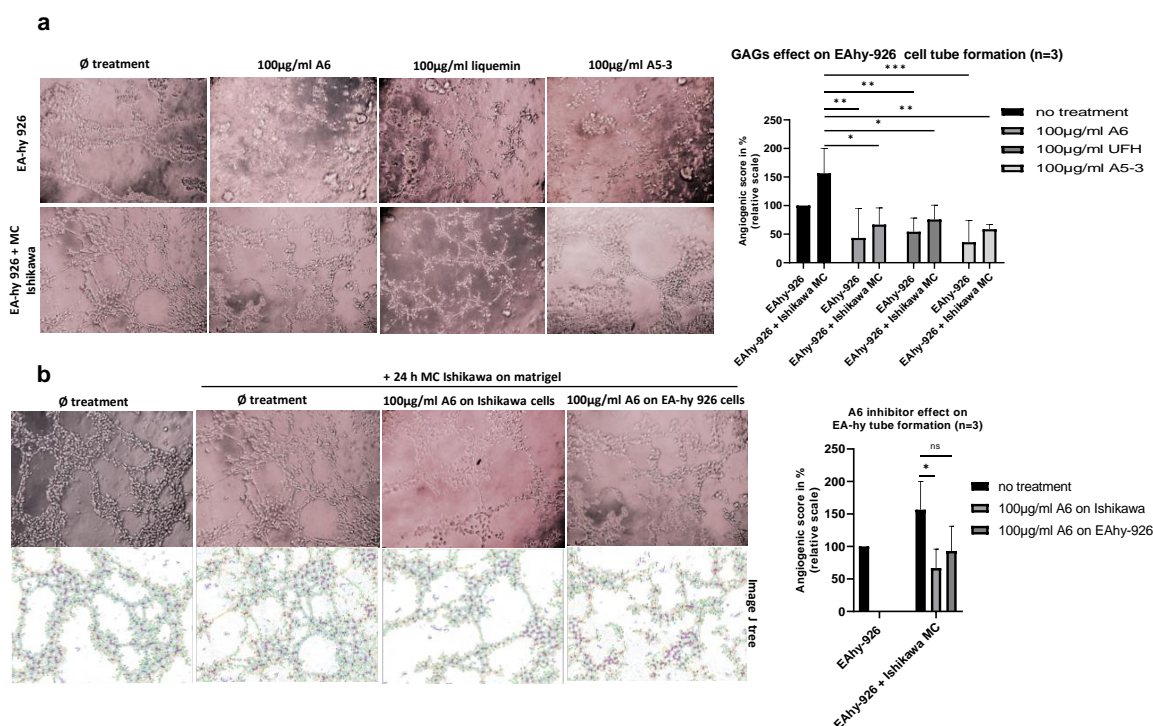 a
Ø treatment
100µg/ml A6
100µg/ml liquemin
100µg/ml A5-3
EA-hy 926
EA-hy 926 + MC
Ishikawa
GAGs effect on EAhy-926 cell tube formation (n=3)
***
**
**
**
*
*
250
200
150
100
50
0
Angiogenic score in %
(relative scale)
EAhy-926
EAhy-926 + Ishikawa MC
EAhy-926
EAhy-926 + Ishikawa MC
EAhy-926
EAhy-926 + Ishikawa MC
EAhy-926
EAhy-926 + Ishikawa MC
no treatment
100µg/ml A6
100µg/ml UFH
100µg/ml A5-3
b
+ 24 h MC Ishikawa on matrigel
Ø treatment
Ø treatment
100µg/ml A6 on Ishikawa cells
100µg/ml A6 on EA-hy 926 cells
Image J tree
A6 inhibitor effect on
EA-hy tube formation (n=3)
ns
*
250
200
150
100
50
0
Angiogenic score in %
(relative scale)
EAhy-926
EAhy-926 + Ishikawa MC
no treatment
100µg/ml A6 on Ishikawa
100µg/ml A6 on EAhy-926